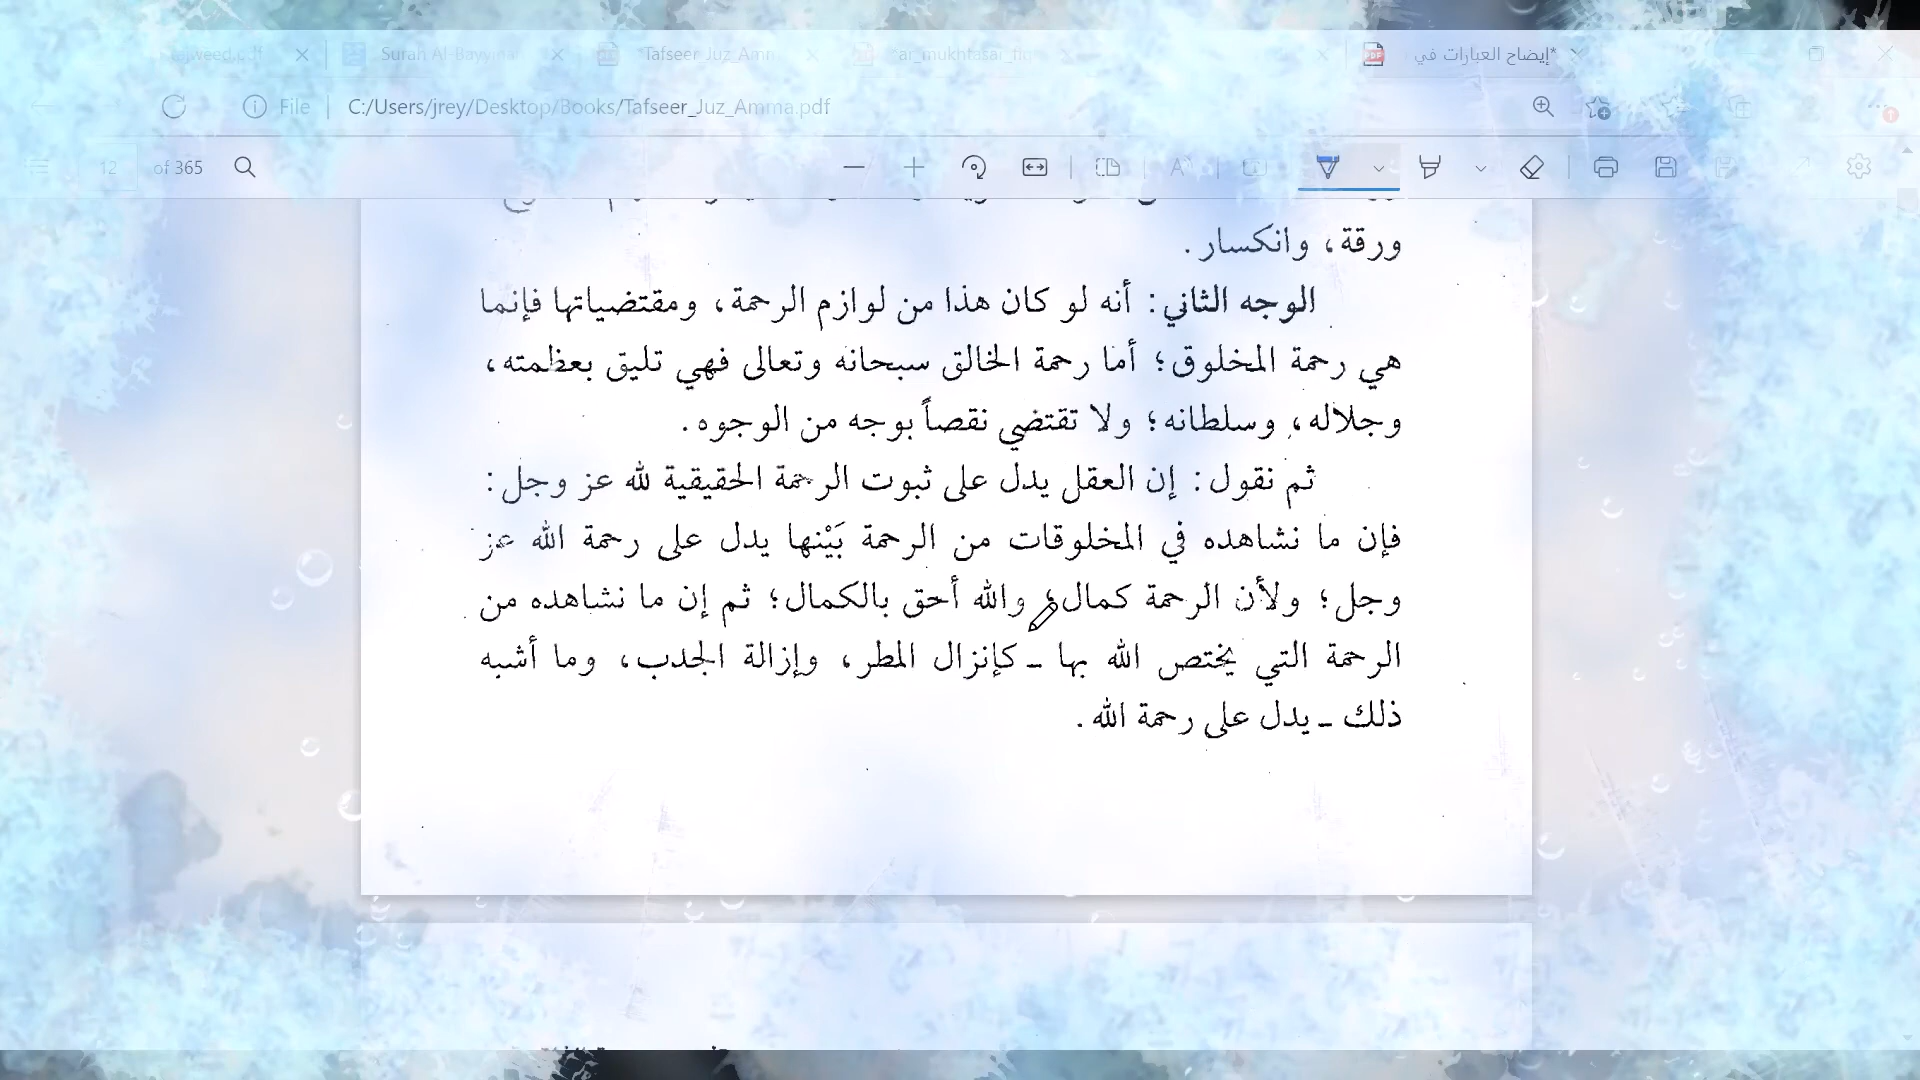 Surah Al-Bayyinah
Tafseer_Juz_Amm
ar_mukhtasar_fiu
*إيضاح العبارات في
File
C:/Users/jrey/Desktop/Books/Tafseer_Juz_Amma.pdf
12 of 365
ورقة، وانكسار.
الوجه الثاني: أنه لو كان هذا من لوازم الرحمة، ومقتضياتها فإنما
هي رحمة المخلوق؛ أما رحمة الخالق سبحانه وتعالى فهي تليق بعظمته،
وجلاله، وسلطانه؛ ولا تقتضي نقصاً بوجه من الوجوه.
ثم نقول: إن العقل يدل على ثبوت الرحمة الحقيقية لله عز وجل:
فإن ما نشاهده في المخلوقات من الرحمة بَيْنها يدل على رحمة الله عز
وجل؛ ولأن الرحمة كمال؛ والله أحق بالكمال؛ ثم إن ما نشاهده من
الرحمة التي يختص الله بها ـ كإنزال المطر، وإزالة الجدب، وما أشبه
ذلك ـ يدل على رحمة الله.